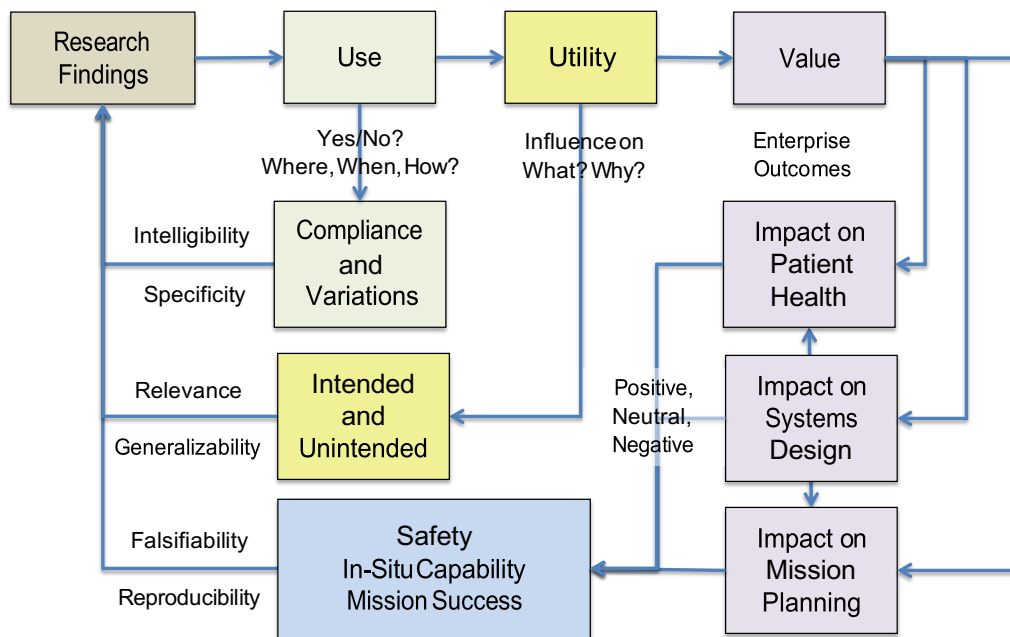 Research
Findings
Use
Utility
Value
Yes/No?
Where, When, How?
Influence on
What? Why?
Enterprise
Outcomes
Intelligibility
Specificity
Compliance
and
Variations
Impact on
Patient
Health
Relevance
Generalizability
Intended
and
Unintended
Positive,
Neutral,
Negative
Impact on
Systems
Design
Falsifiability
Reproducibility
Safety
In-Situ Capability
Mission Success
Impact on
Mission
Planning